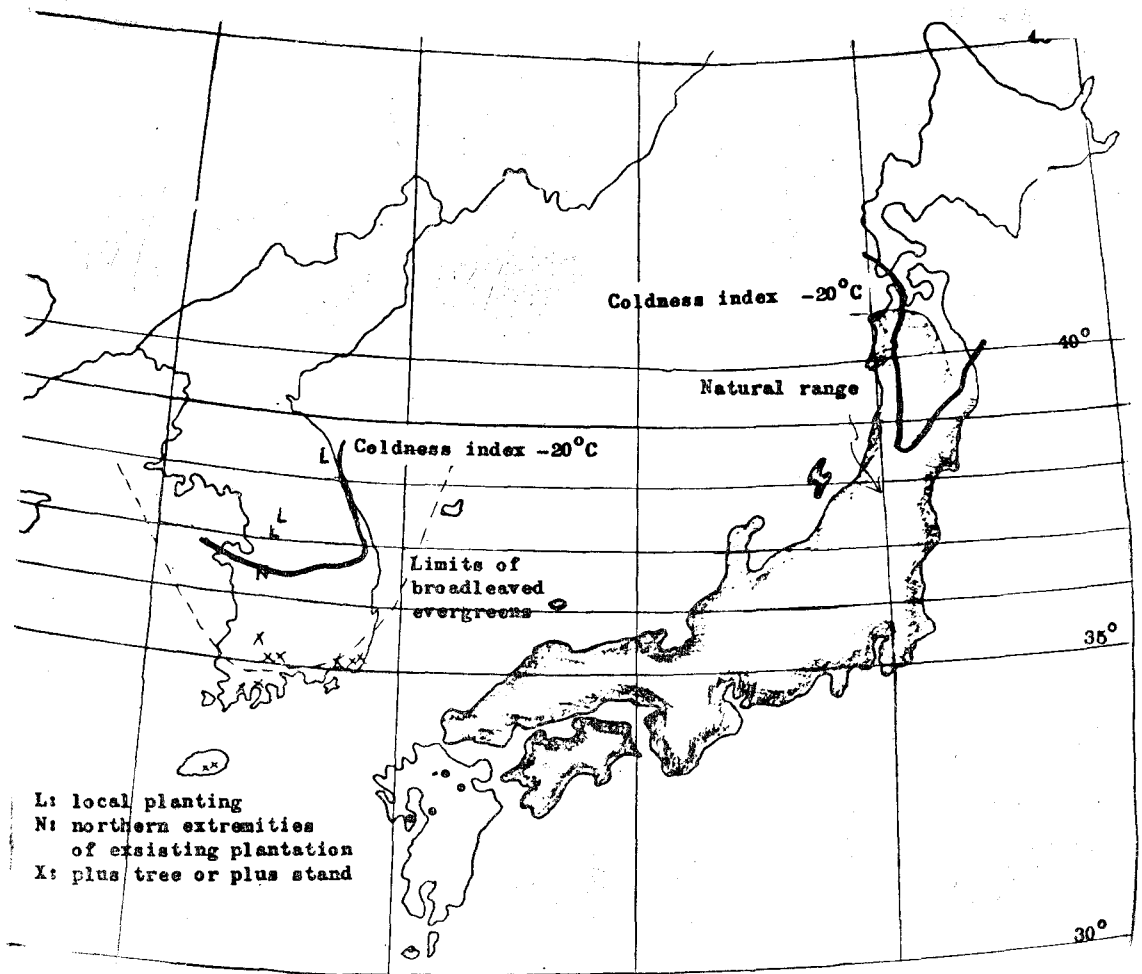 Coldness index -20°C
40°
Natural range
L
Coldness index -20°C
L
L
N
Limits of
broadleaved
evergreens
35°
x
x x
x x x
x x
x x
L: local planting
N: northern extremities
of exsisting plantation
X: plus tree or plus stand
30°